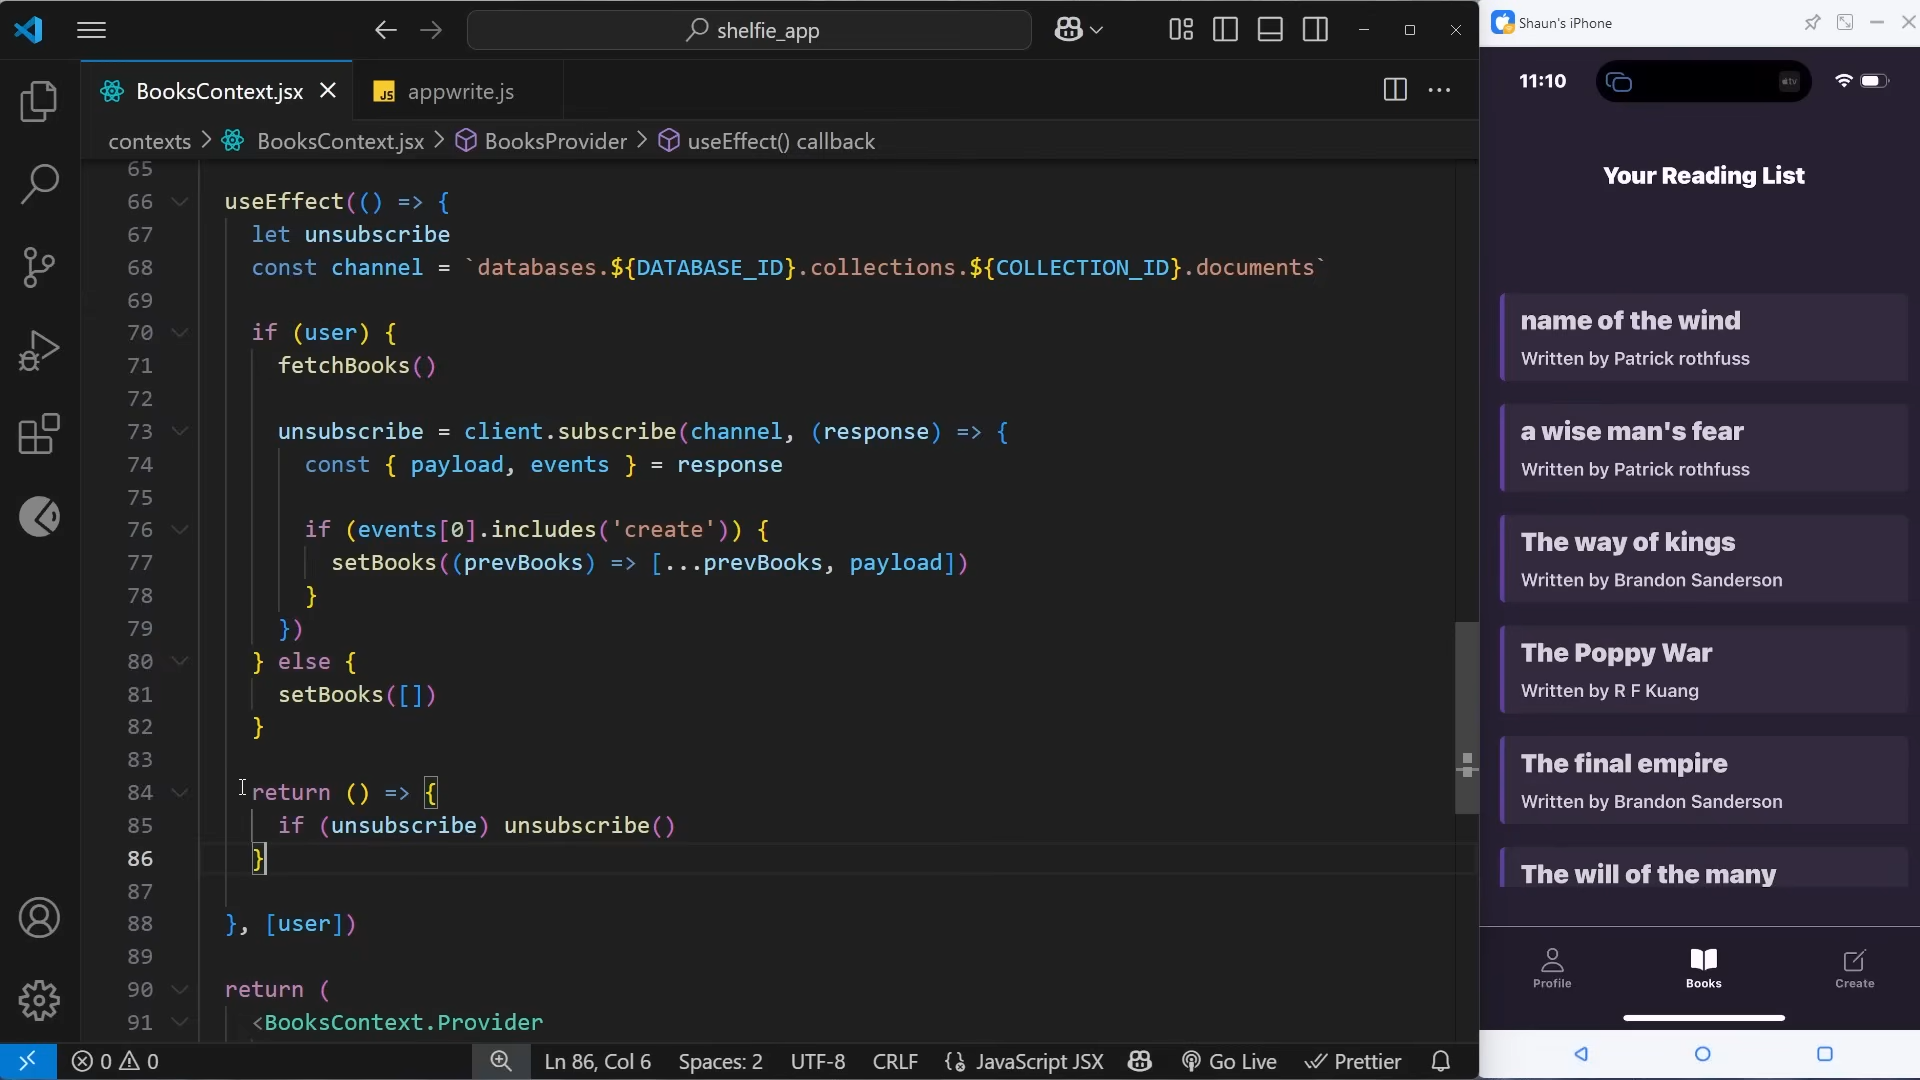 shelfie_app
BooksContext.jsx
JS appwrite.js
contexts > BooksContext.jsx > BooksProvider > useEffect() callback
65
66 useEffect(() => {
67 let unsubscribe
68 const channel = `databases.${DATABASE_ID}.collections.${COLLECTION_ID}.documents`
69
70 if (user) {
71 fetchBooks()
72
73 unsubscribe = client.subscribe(channel, (response) => {
74 const { payload, events } = response
75
76 if (events[0].includes('create')) {
77 setBooks((prevBooks) => [...prevBooks, payload])
78 }
79 })
80 } else {
81 setBooks([])
82 }
83
84 return () => {
85 if (unsubscribe) unsubscribe()
86 }
87
88 }, [user])
89
90 return (
91 <BooksContext.Provider
0 0
Ln 86, Col 6
Spaces: 2
UTF-8
CRLF
{} JavaScript JSX
Go Live
Prettier
Shaun's iPhone
11:10
tv
Your Reading List
name of the wind
Written by Patrick rothfuss
a wise man's fear
Written by Patrick rothfuss
The way of kings
Written by Brandon Sanderson
The Poppy War
Written by R F Kuang
The final empire
Written by Brandon Sanderson
The will of the many
Profile
Books
Create